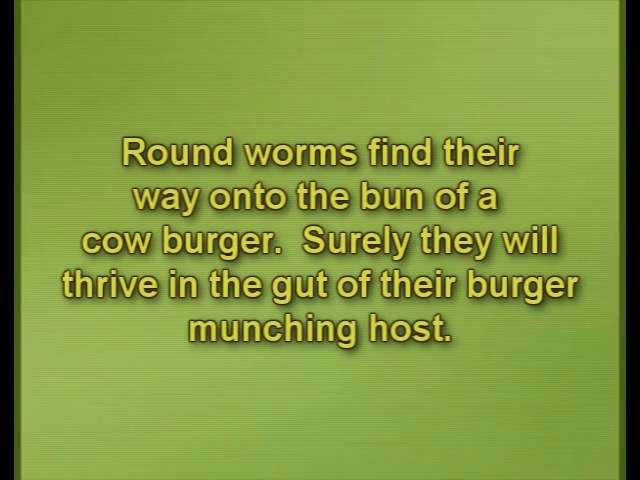 Round worms find their
way onto the bun of a
cow burger.  Surely they will
thrive in the gut of their burger
munching host.